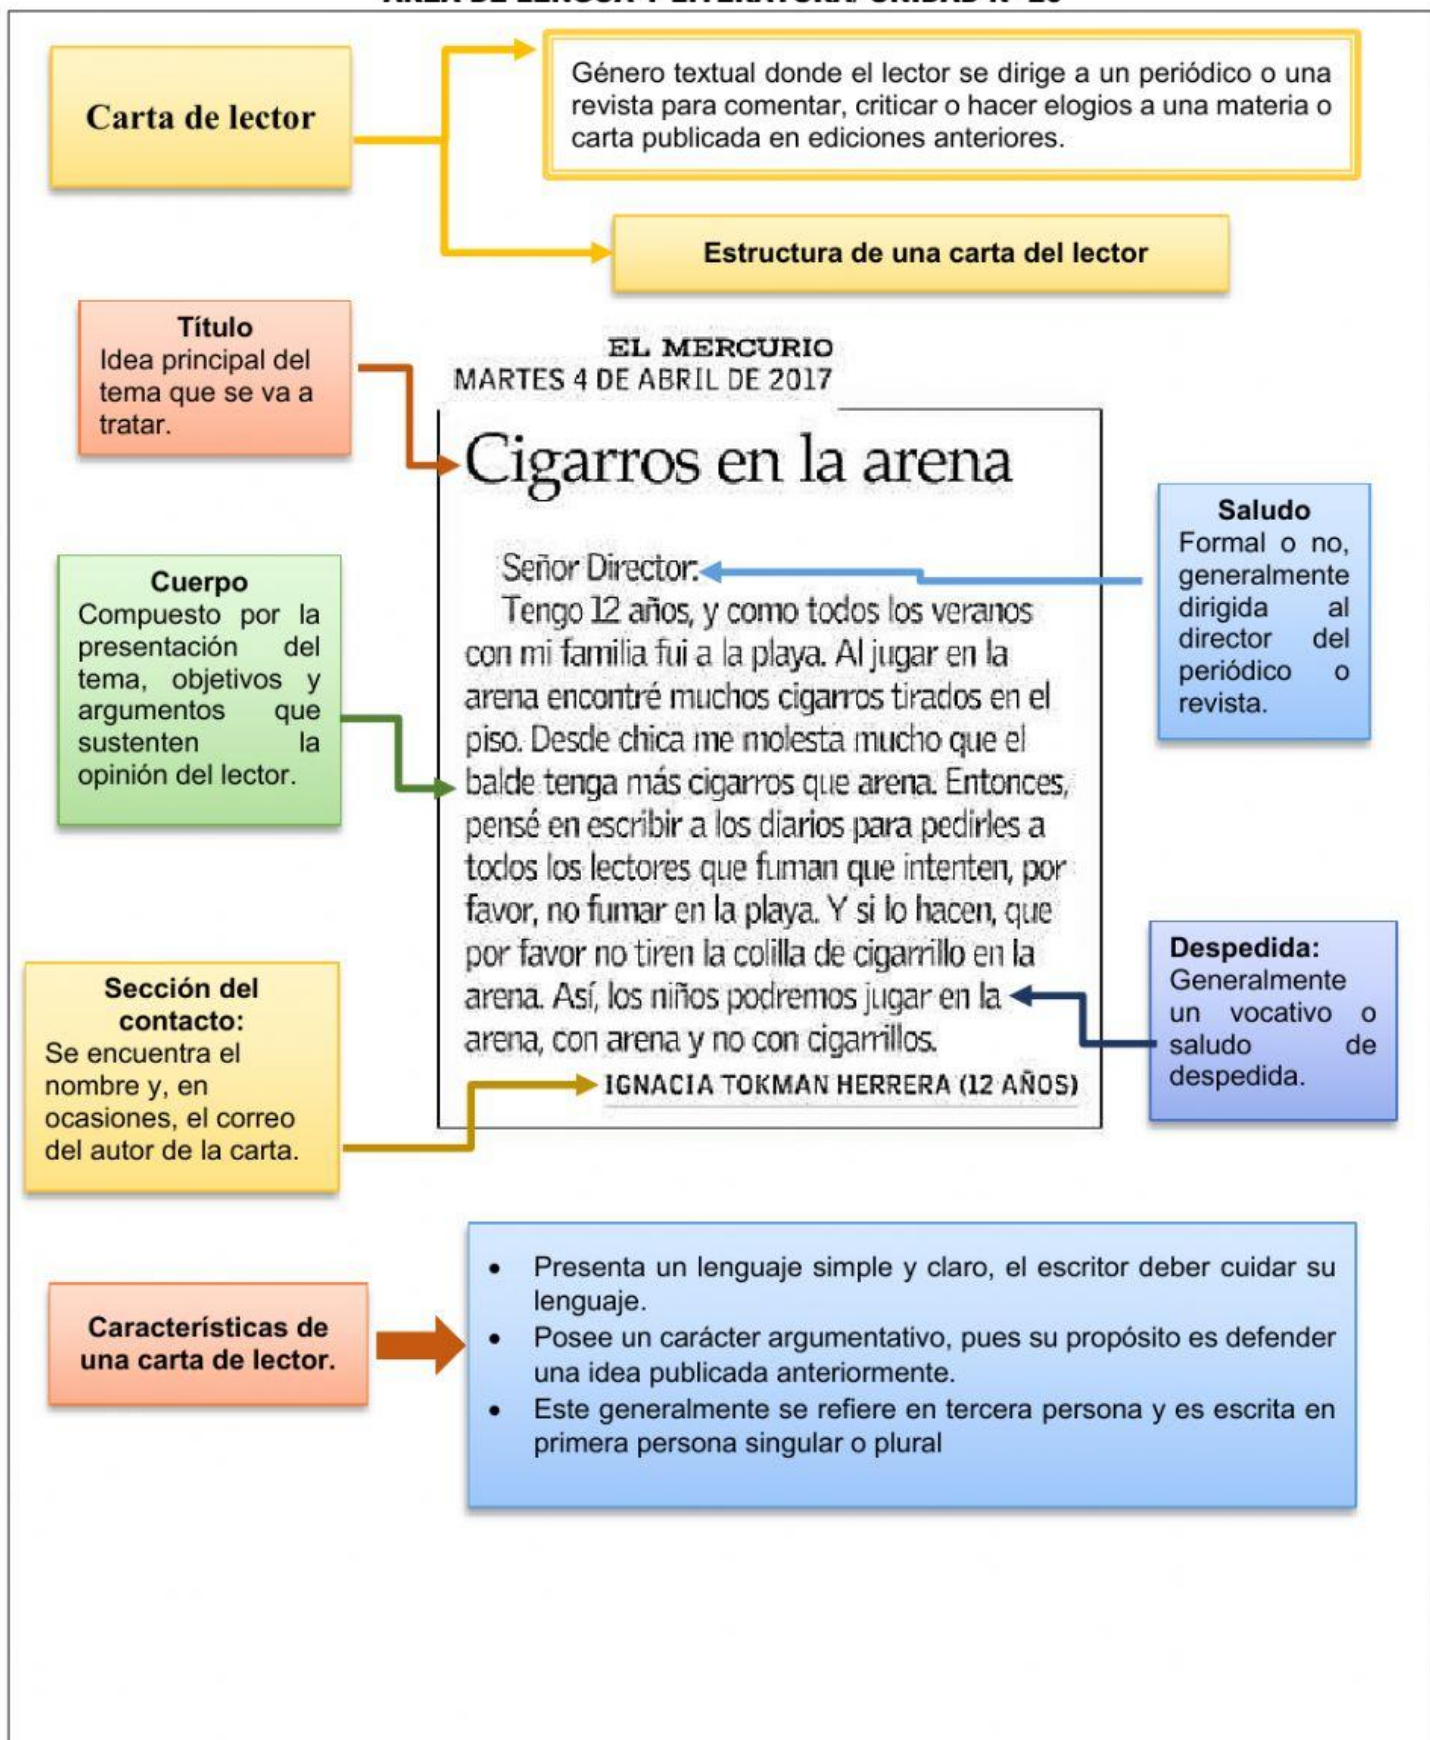 Carta de lector
Género textual donde el lector se dirige a un periódico o una
revista para comentar, criticar o hacer elogios a una materia o
carta publicada en ediciones anteriores.
Estructura de una carta del lector
Título
Idea principal del
tema que se va a
tratar.
EL MERCURIO
MARTES 4 DE ABRIL DE 2017
Cigarros en la arena
Señor Director:
Tengo 12 años, y como todos los veranos
con mi familia fui a la playa. Al jugar en la
arena encontré muchos cigarros tirados en el
piso. Desde chica me molesta mucho que el
balde tenga más cigarros que arena. Entonces,
pensé en escribir a los diarios para pedirles a
todos los lectores que fuman que intenten, por
favor, no fumar en la playa. Y si lo hacen, que
por favor no tiren la colilla de cigarrillo en la
arena. Así, los niños podremos jugar en la
arena, con arena y no con cigarrillos.
IGNACIA TOKMAN HERRERA (12 AÑOS)
Saludo
Formal o no,
generalmente
dirigida al
director del
periódico o
revista.
Cuerpo
Compuesto por la
presentación del
tema, objetivos y
argumentos que
sustenten la
opinión del lector.
Despedida:
Generalmente
un vocativo o
saludo de
despedida.
Sección del
contacto:
Se encuentra el
nombre y, en
ocasiones, el correo
del autor de la carta.
Características de
una carta de lector.
• Presenta un lenguaje simple y claro, el escritor deber cuidar su
lenguaje.
• Posee un carácter argumentativo, pues su propósito es defender
una idea publicada anteriormente.
• Este generalmente se refiere en tercera persona y es escrita en
primera persona singular o plural